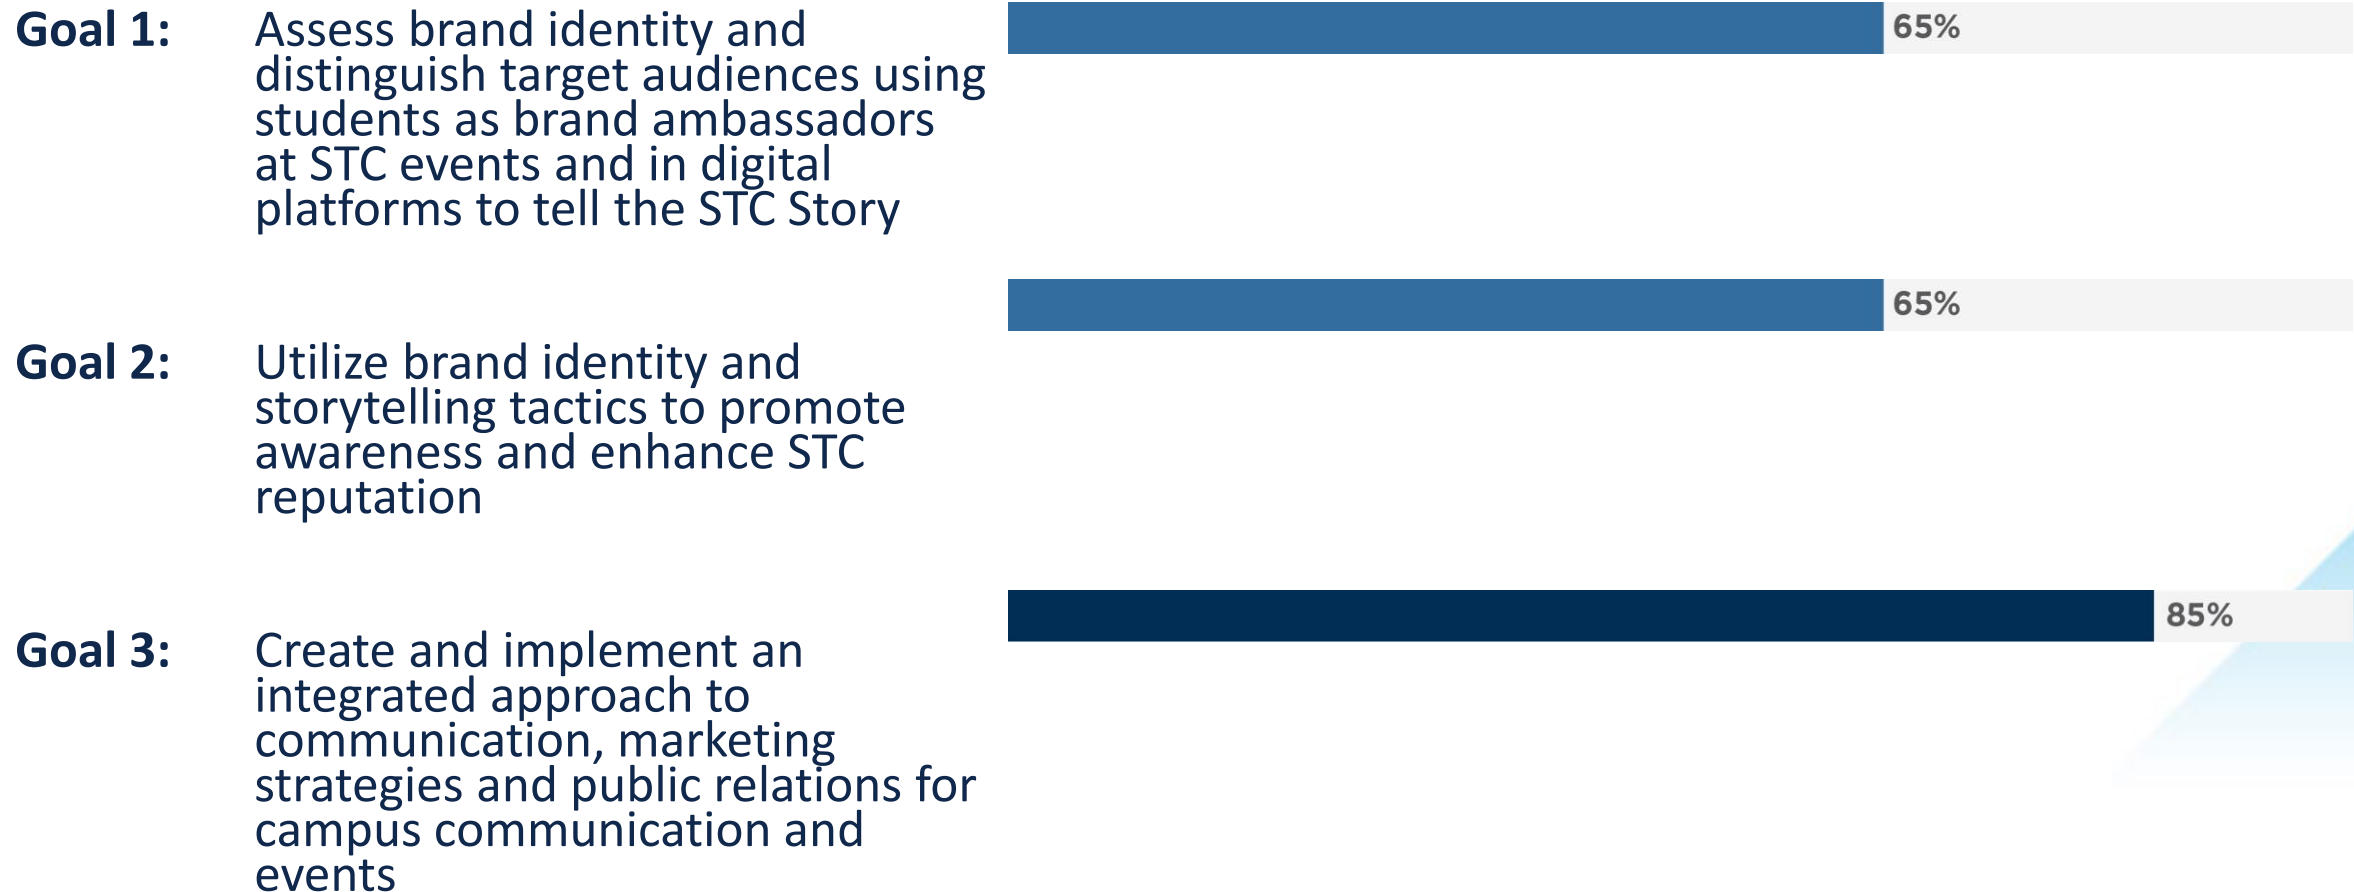 Goal 1: Assess brand identity and 65%
distinguish target audiences using
students as brand ambassadors
at STC events and in digital
platforms to tell the STC Story
65%
Goal 2: Utilize brand identity and
storytelling tactics to promote
awareness and enhance STC
reputation
85%
Goal 3: Create and implement an
integrated approach to
communication, marketing
strategies and public relations for
campus communication and
events